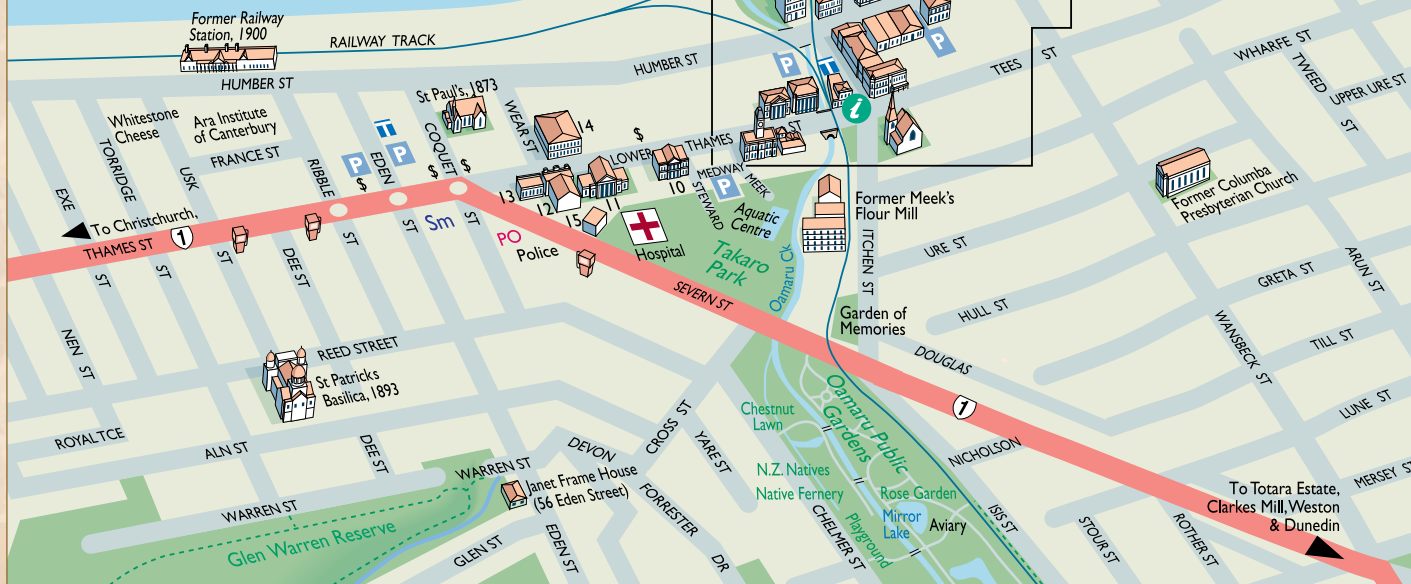 Former Railway
Station, 1900
RAILWAY TRACK
HUMBER ST
HUMBER ST
St Paul's, 1873
Whitestone
Cheese
Ara Institute
of Canterbury
FRANCE ST
TORRIDGE
ST
EXE
USK
ST
RIBBLE
ST
EDEN
ST
COQUET
ST
WEAR ST
P
P
T
$
$
$
$
14
LOWER
THAMES
ST
13
12
15
11
10
MEDWAY
MEEK
STEWARD
P
P
P
T
i
TEES ST
WHARFE ST
TWEED
ST
UPPER URE ST
Former Columba
Presbyterian Church
To Christchurch,
THAMES ST
1
DEE ST
Sm
PO
Police
Hospital
Aquatic
Centre
Takaro
Park
Oamaru Ck
Former Meek's
Flour Mill
ITCHEN ST
URE ST
HULL ST
GRETA ST
ARUN ST
TILL ST
WANSBECK ST
LUNE ST
MERSEY ST
SEVERN ST
Garden of
Memories
DOUGLAS
1
NICHOLSON
NEN ST
REED STREET
St Patricks
Basilica, 1893
ROYAL TCE
ALN ST
DEE ST
WARREN ST
WARREN ST
Glen Warren Reserve
Janet Frame House
(56 Eden Street)
DEVON
CROSS ST
YARE ST
FORRESTER
DR
GLEN ST
EDEN ST
CHELMER ST
Chestnut
Lawn
Oamaru Public
Gardens
N.Z. Natives
Native Fernery
Rose Garden
Mirror
Lake
Aviary
Playground
ISIS ST
STOUR ST
ROTHER ST
To Totara Estate,
Clarkes Mill, Weston
& Dunedin